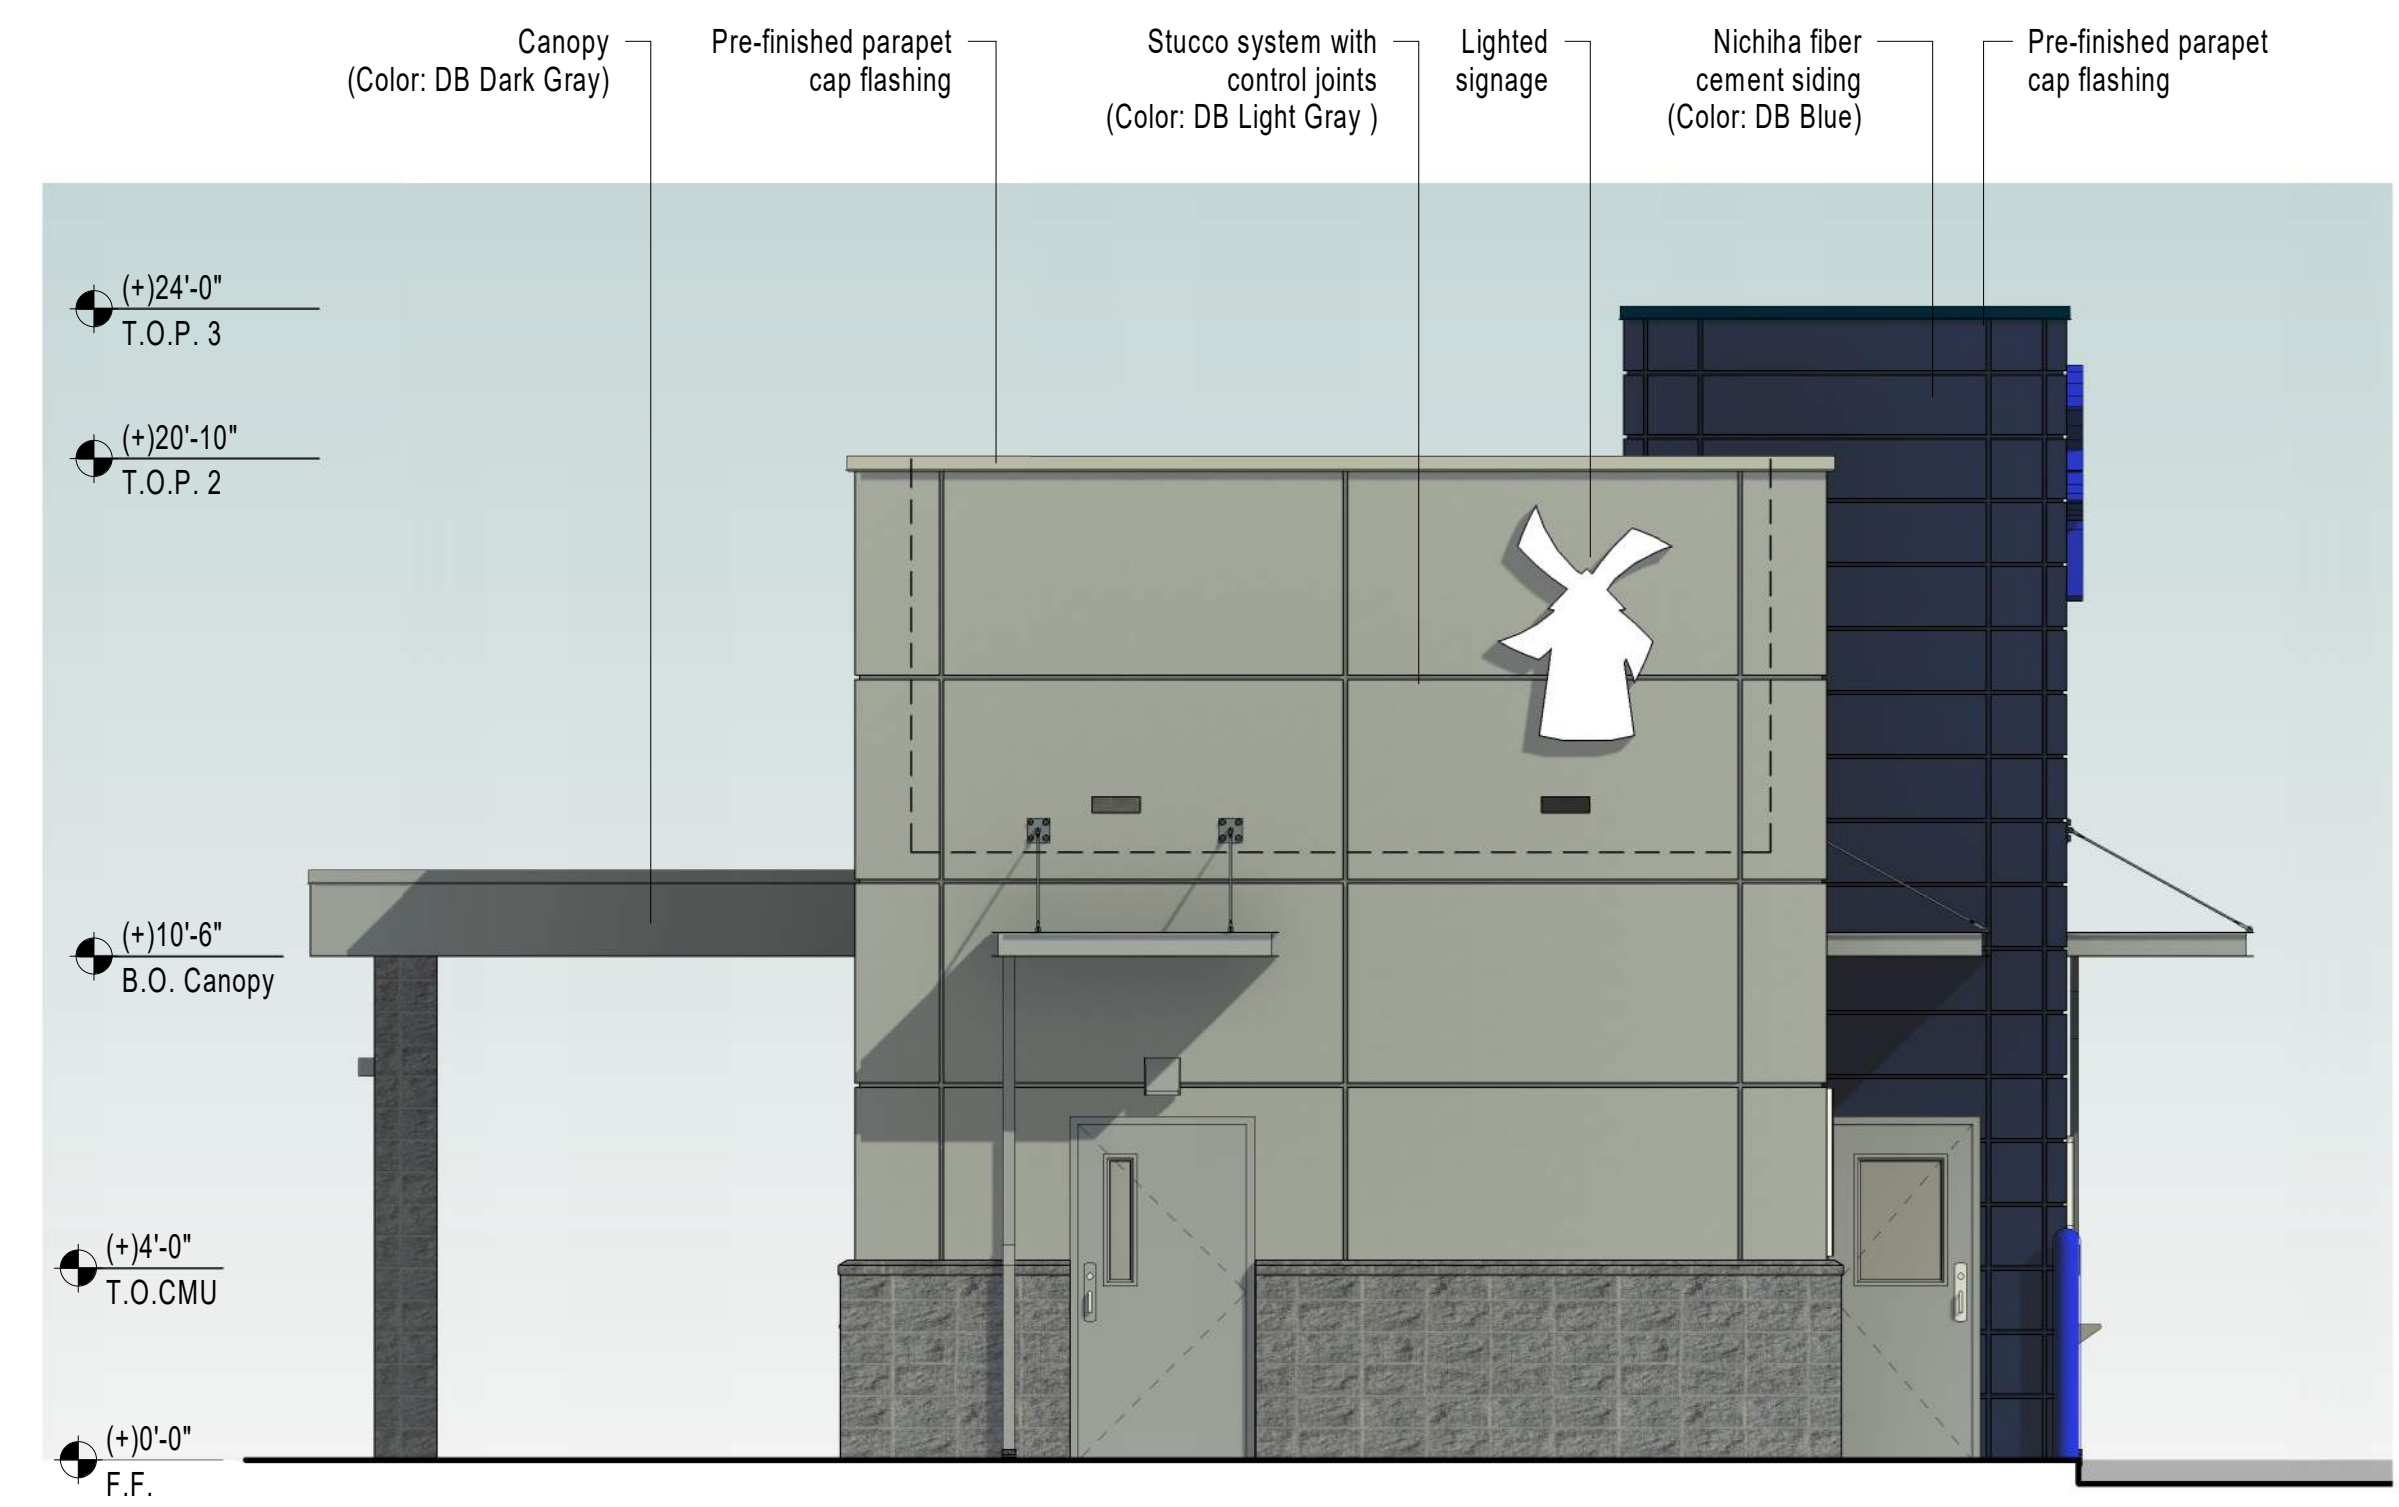 Canopy
(Color: DB Dark Gray)
Pre-finished parapet
cap flashing
Stucco system with
control joints
(Color: DB Light Gray )
Lighted
signage
Nichiha fiber
cement siding
(Color: DB Blue)
Pre-finished parapet
cap flashing
(+)24'-0"
T.O.P. 3
(+)20'-10"
T.O.P. 2
(+)10'-6"
B.O. Canopy
(+)4'-0"
T.O.CMU
(+)0'-0"
F.F.